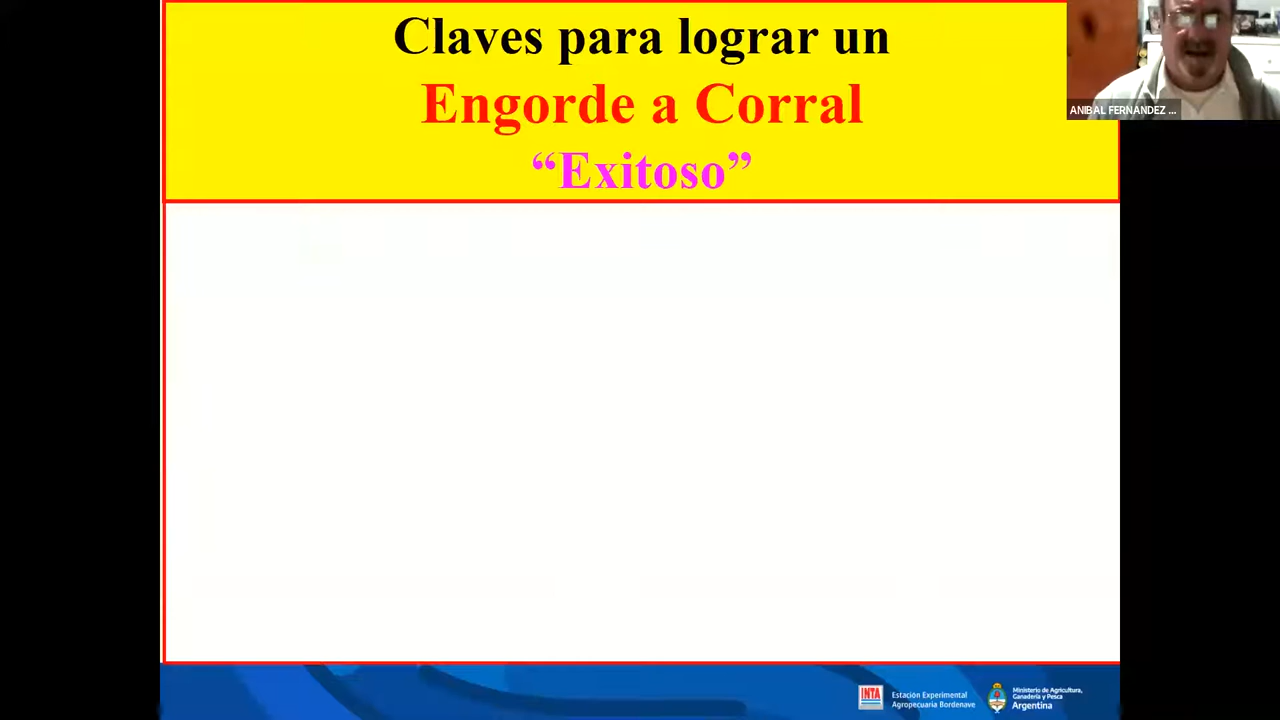 Claves para lograr un
Engorde a Corral
“Exitoso”
ANIBAL FERNANDEZ ...
INTA
Estación Experimental
Agropecuaria Bordenave
Ministerio de Agricultura,
Ganadería y Pesca
Argentina